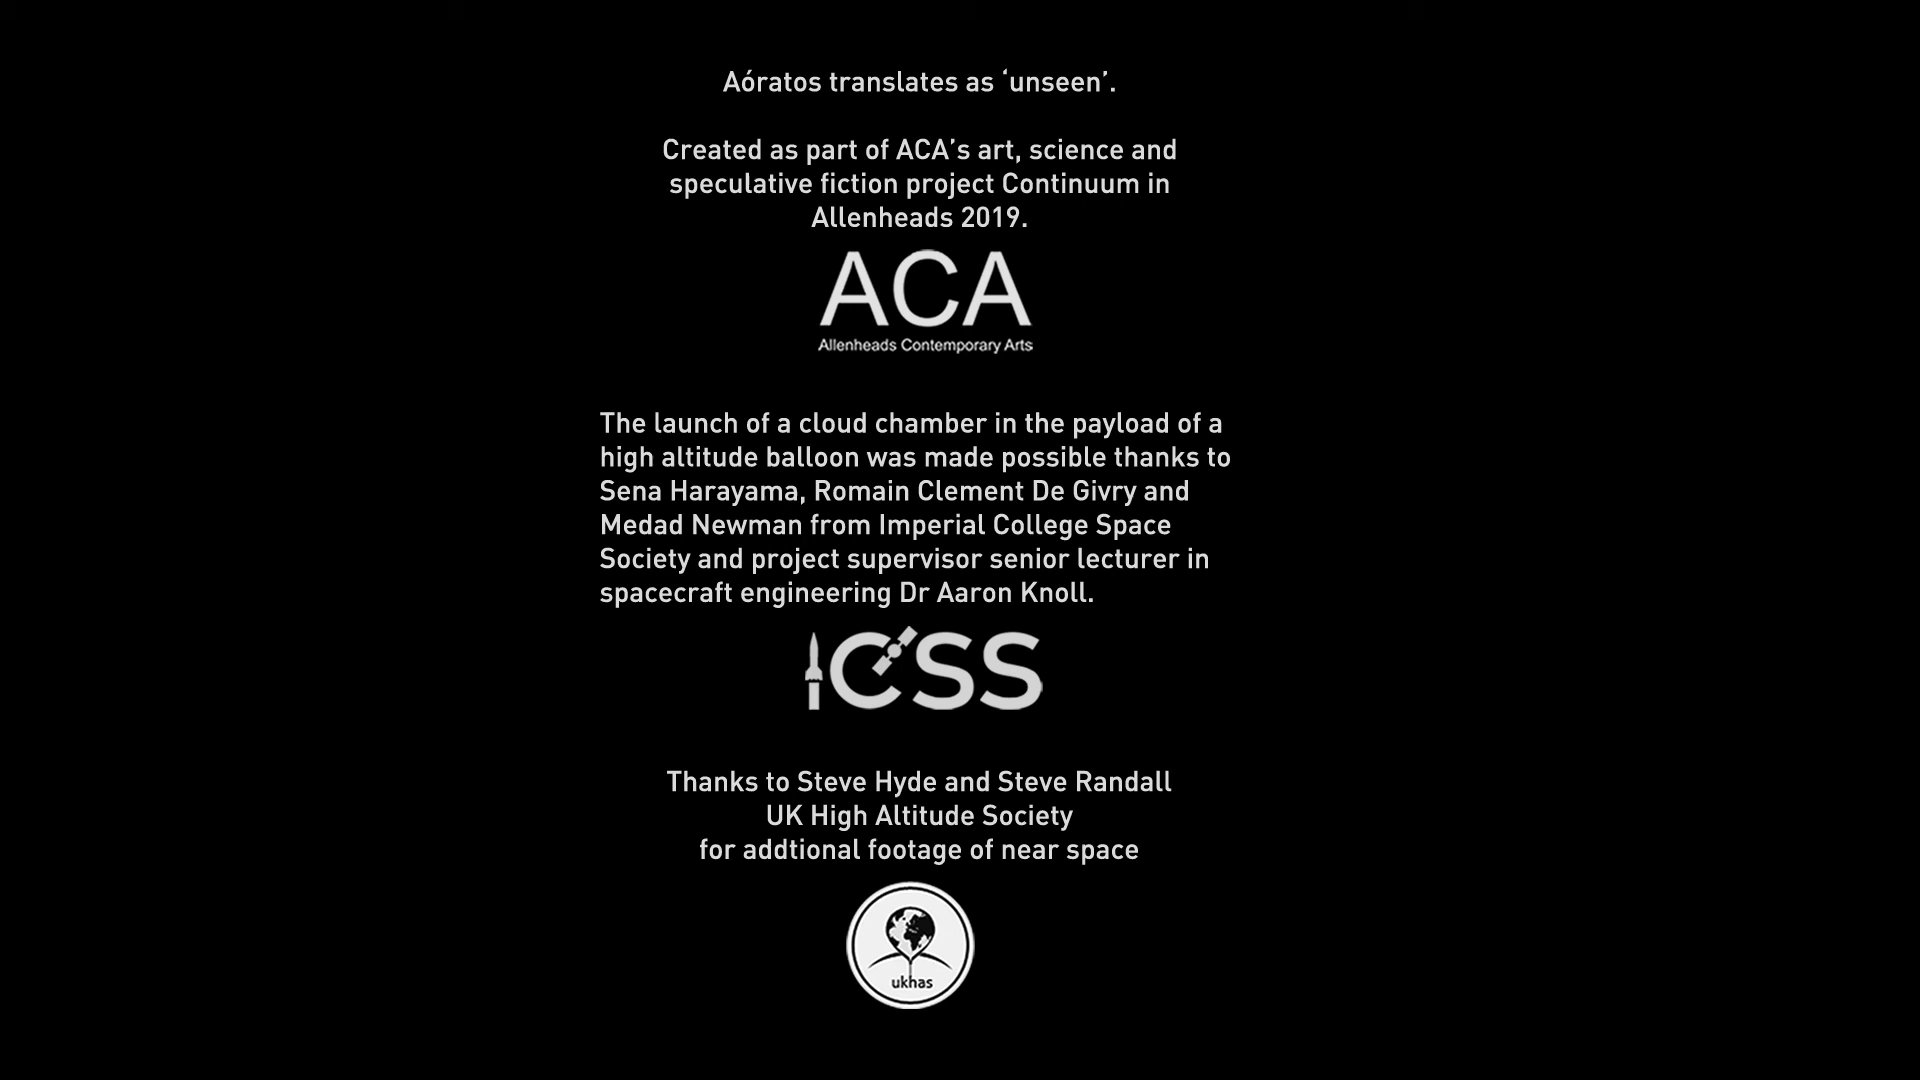 Aóratos translates as ‘unseen’.
Created as part of ACA’s art, science and
speculative fiction project Continuum in
Allenheads 2019.
ACA
Allenheads Contemporary Arts
The launch of a cloud chamber in the payload of a
high altitude balloon was made possible thanks to
Sena Harayama, Romain Clement De Givry and
Medad Newman from Imperial College Space
Society and project supervisor senior lecturer in
spacecraft engineering Dr Aaron Knoll.
ICSS
Thanks to Steve Hyde and Steve Randall
UK High Altitude Society
for addtional footage of near space
ukhas